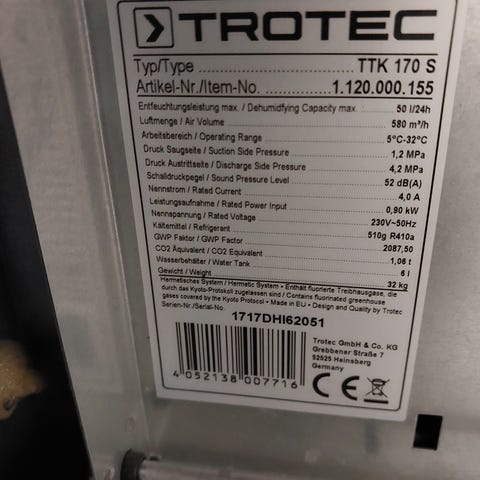 TROTEC
Typ/Type ........ TTK 170 S
Artikel-Nr./Item-No. ........ 1.120.000.155
Entfeuchtungsleistung max. / Dehumidfying Capacity max. 50 l/24h
Luftmenge / Air Volume 580 m³/h
Arbeitsbereich / Operating Range 5°C-32°C
Druck Saugseite / Suction Side Pressure 1,2 MPa
Druck Austrittseite / Discharge Side Pressure 4,2 MPa
Schalldruckpegel / Sound Pressure Level 52 dB(A)
Nennstrom / Rated Current 4,0 A
Leistungsaufnahme / Rated Power Input 0,90 kW
Nennspannung / Rated Voltage 230V~50Hz
Kältemittel / Refrigerant 510g R410a
GWP Faktor / GWP Factor 2087,50
CO2 Äquivalent / CO2 Equivalent 1,06 t
Wasserbehälter / Water Tank 6 l
Gewicht / Weight 32 kg
Hermetisches System / Hermetic System • Enthält fluorierte Treibhausgase, die
durch das Kyoto-Protokoll zugelassen sind / Contains fluorinated greenhouse
gases covered by the Kyoto Protocol • Made in EU • Design and Quality by Trotec
Serien-Nr./Serial-No.
1717DHI62051
Trotec GmbH & Co. KG
Grebbener Straße 7
52525 Heinsberg
Germany
4 052138 007716
CE